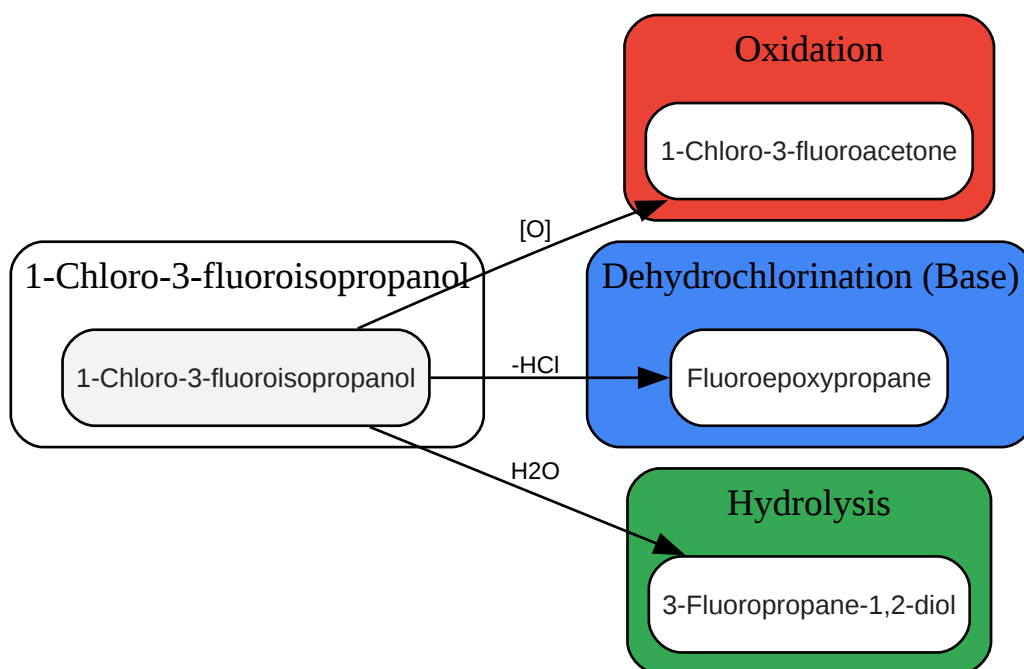 Oxidation
1-Chloro-3-fluoroacetone
[O]
1-Chloro-3-fluoroisopropanol
1-Chloro-3-fluoroisopropanol
-HCl
Dehydrochlorination (Base)
Fluoroepoxypropane
H2O
Hydrolysis
3-Fluoropropane-1,2-diol